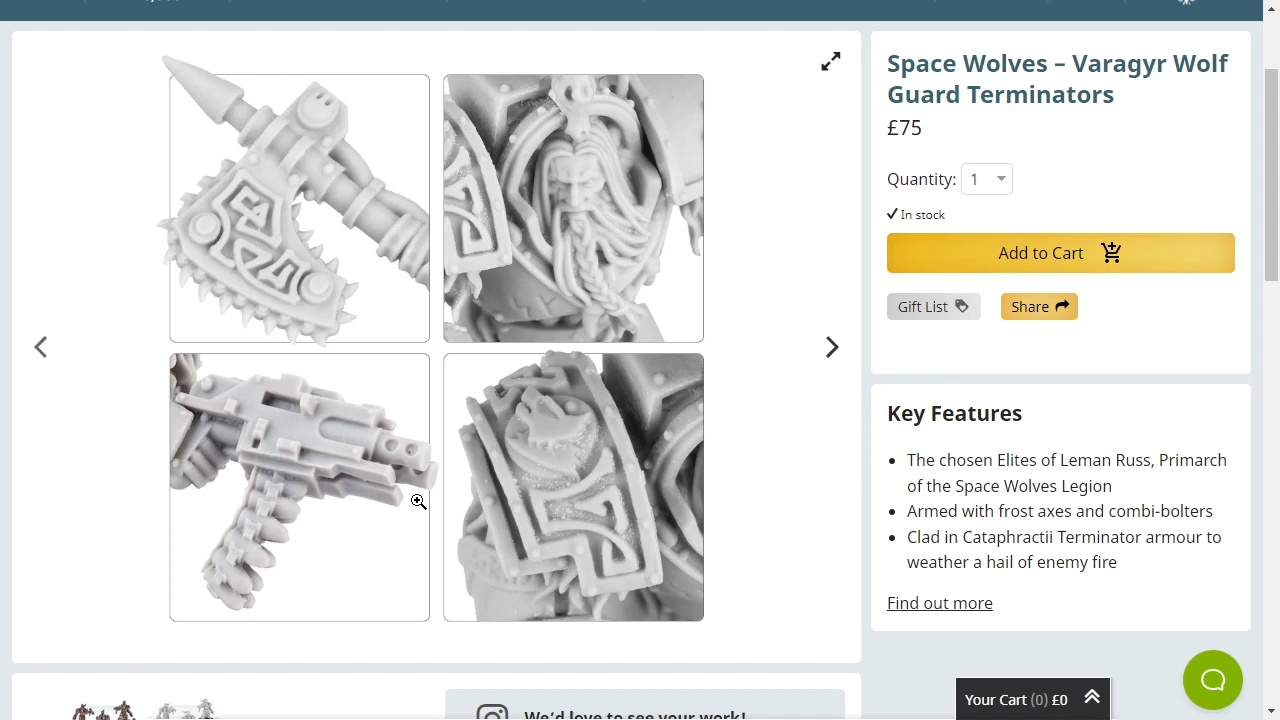 Space Wolves – Varagyr Wolf
Guard Terminators
£75
Quantity: 1
In stock
Add to Cart
Gift List
Share
Key Features
The chosen Elites of Leman Russ, Primarch
of the Space Wolves Legion
Armed with frost axes and combi-bolters
Clad in Cataphractii Terminator armour to
weather a hail of enemy fire
Find out more
We’d love to see your work!
Your Cart (0) £0